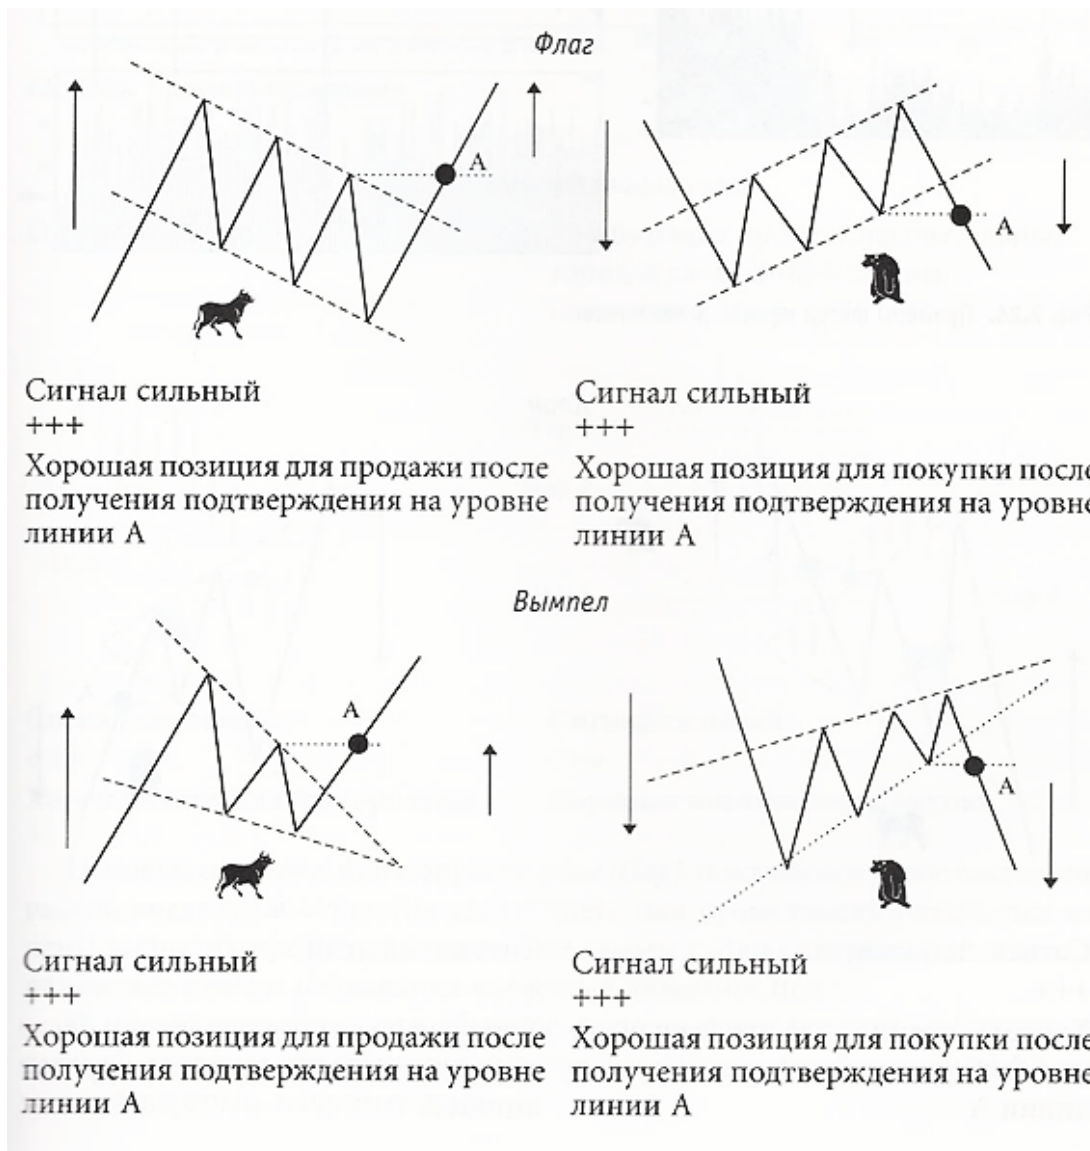 Флаг
A
A
Сигнал сильный
+++
Хорошая позиция для продажи после
получения подтверждения на уровне
линии А
Сигнал сильный
+++
Хорошая позиция для покупки после
получения подтверждения на уровне
линии А
Вымпел
A
A
Сигнал сильный
+++
Хорошая позиция для продажи после
получения подтверждения на уровне
линии А
Сигнал сильный
+++
Хорошая позиция для покупки после
получения подтверждения на уровне
линии А